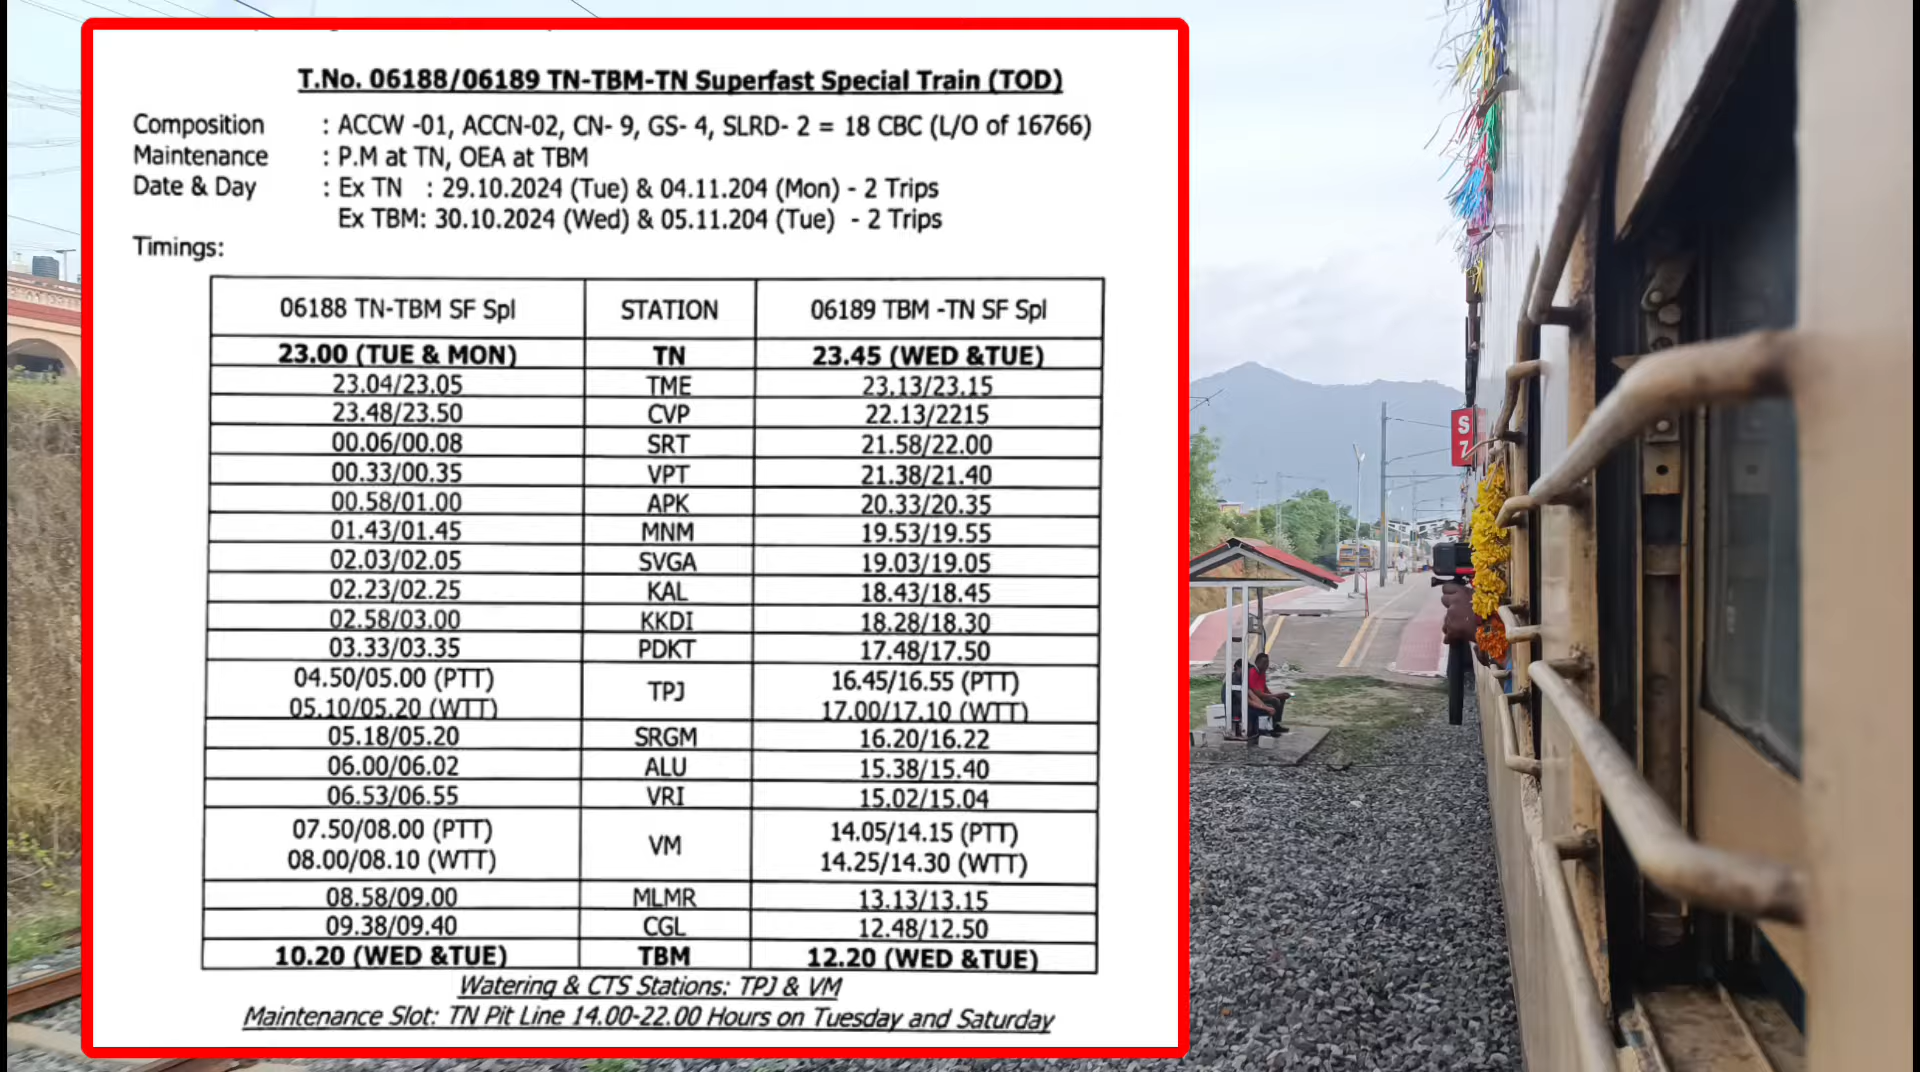 T.No. 06188/06189 TN-TBM-TN Superfast Special Train (TOD)
Composition : ACCW -01, ACCN-02, CN- 9, GS- 4, SLRD- 2 = 18 CBC (L/O of 16766)
Maintenance : P.M at TN, OEA at TBM
Date & Day : Ex TN : 29.10.2024 (Tue) & 04.11.204 (Mon) - 2 Trips
Ex TBM: 30.10.2024 (Wed) & 05.11.204 (Tue) - 2 Trips
Timings:
06188 TN-TBM SF Spl STATION 06189 TBM -TN SF Spl
23.00 (TUE & MON) TN 23.45 (WED &TUE)
23.04/23.05 TME 23.13/23.15
23.48/23.50 CVP 22.13/2215
00.06/00.08 SRT 21.58/22.00
00.33/00.35 VPT 21.38/21.40
00.58/01.00 APK 20.33/20.35
01.43/01.45 MNM 19.53/19.55
02.03/02.05 SVGA 19.03/19.05
02.23/02.25 KAL 18.43/18.45
02.58/03.00 KKDI 18.28/18.30
03.33/03.35 PDKT 17.48/17.50
04.50/05.00 (PTT) TPJ 16.45/16.55 (PTT)
05.10/05.20 (WTT) 17.00/17.10 (WTT)
05.18/05.20 SRGM 16.20/16.22
06.00/06.02 ALU 15.38/15.40
06.53/06.55 VRI 15.02/15.04
07.50/08.00 (PTT) VM 14.05/14.15 (PTT)
08.00/08.10 (WTT) 14.25/14.30 (WTT)
08.58/09.00 MLMR 13.13/13.15
09.38/09.40 CGL 12.48/12.50
10.20 (WED &TUE) TBM 12.20 (WED &TUE)
Watering & CTS Stations: TPJ & VM
Maintenance Slot: TN Pit Line 14.00-22.00 Hours on Tuesday and Saturday
S
7